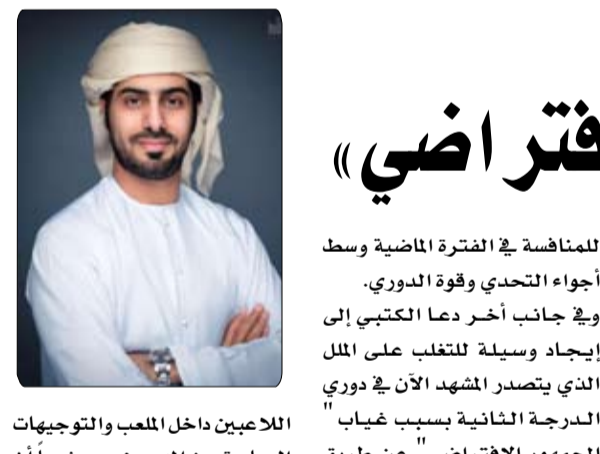 فتراضي»
للمنافسة في الفترة الماضية وسط
أجواء التحدي وقوة الدوري.
وفي جانب أخر دعا الكتبي إلى
إيجاد وسيلة للتغلب على الملل
الذي يتصدر المشهد الآن في دوري
الدرجة الثانية بسبب غياب "
اللاعبين داخل الملعب والتوجيهات